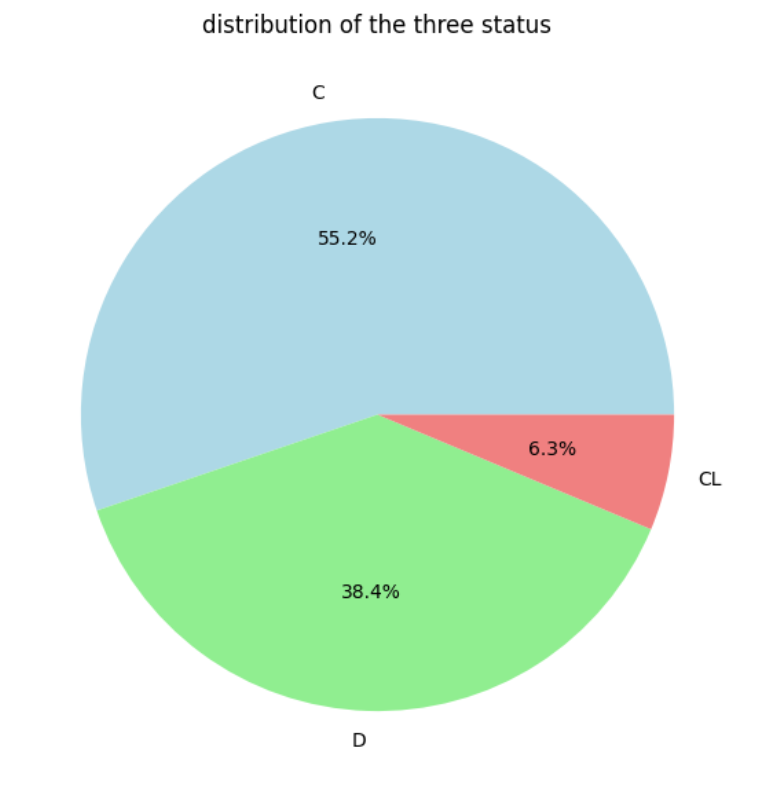 distribution of the three status
C
55.2%
6.3%
CL
38.4%
D